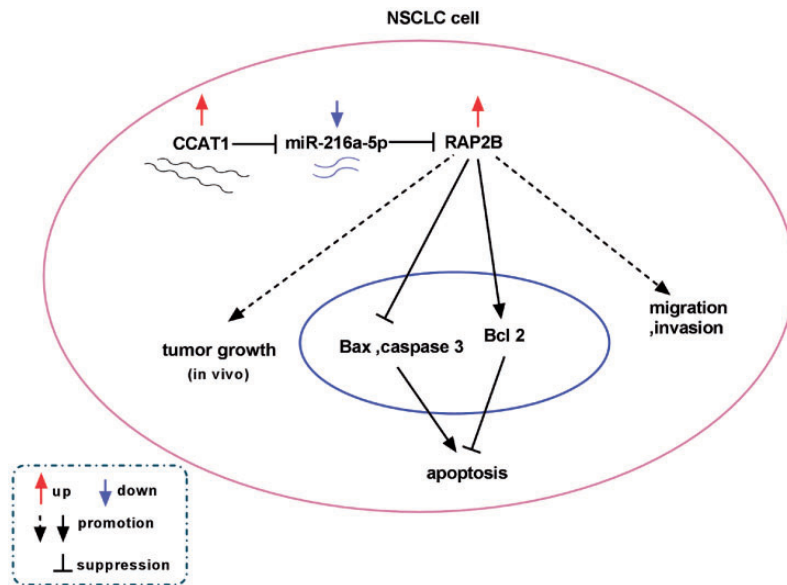 NSCLC cell
CCAT1 miR-216a-5p RAP2B
migration
,invasion
Bcl 2
Bax ,caspase 3
tumor growth
(in vivo)
apoptosis
up down
promotion
suppression